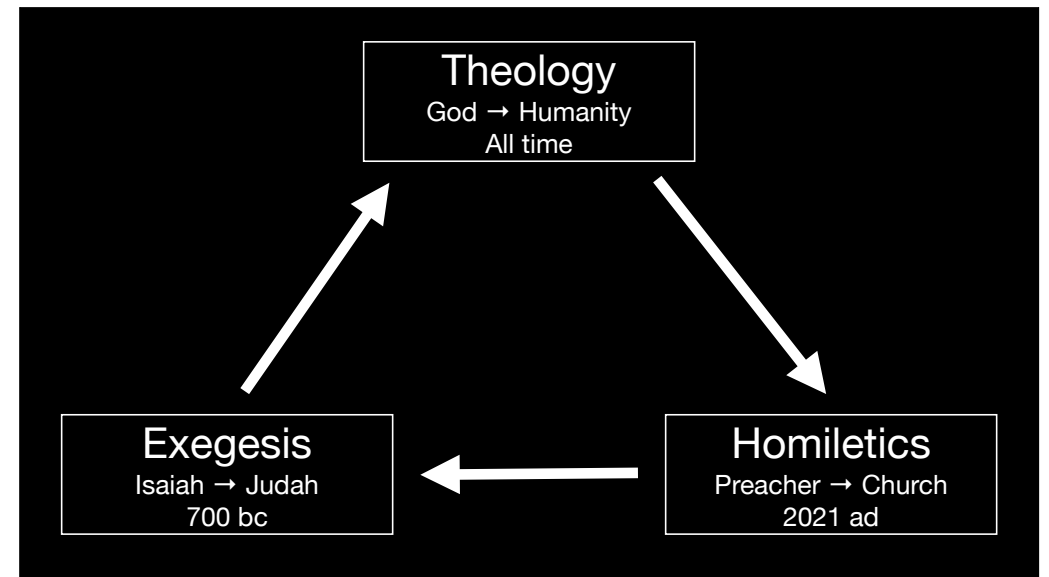 Theology
God → Humanity
All time
Exegesis
Isaiah → Judah
700 bc
Homiletics
Preacher → Church
2021 ad